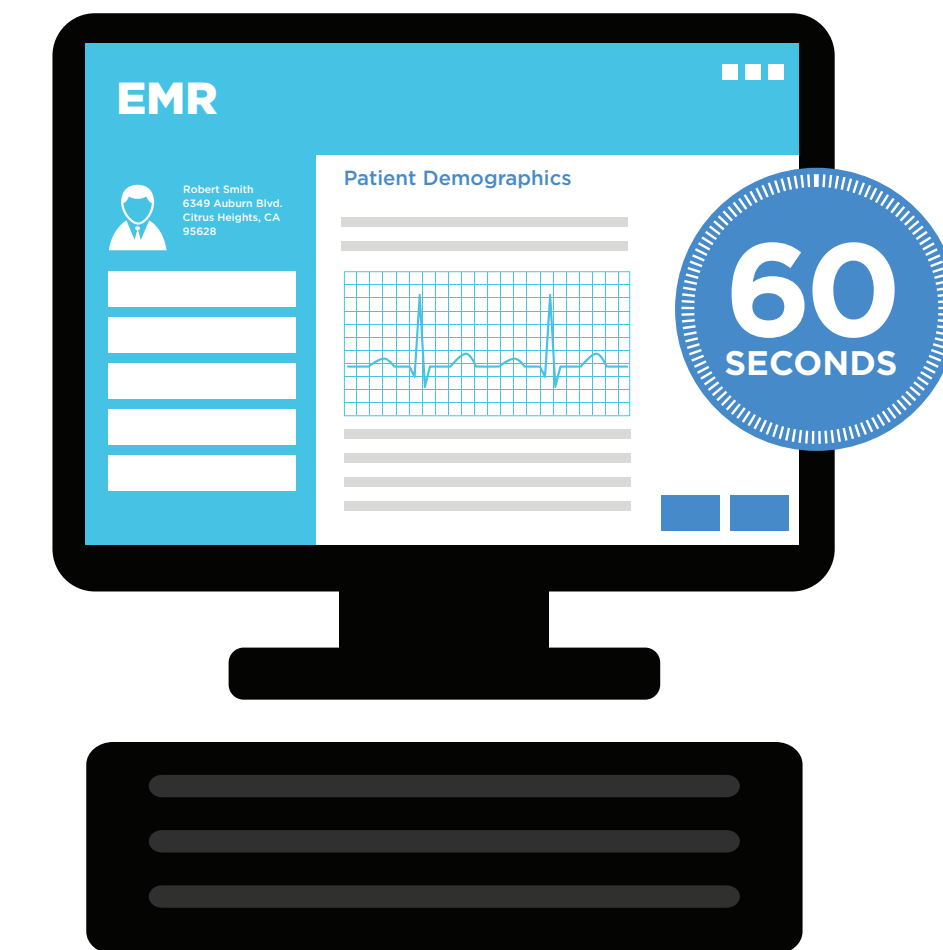 EMR
Robert Smith
6349 Auburn Blvd.
Citrus Heights, CA
95628
Patient Demographics
60
SECONDS